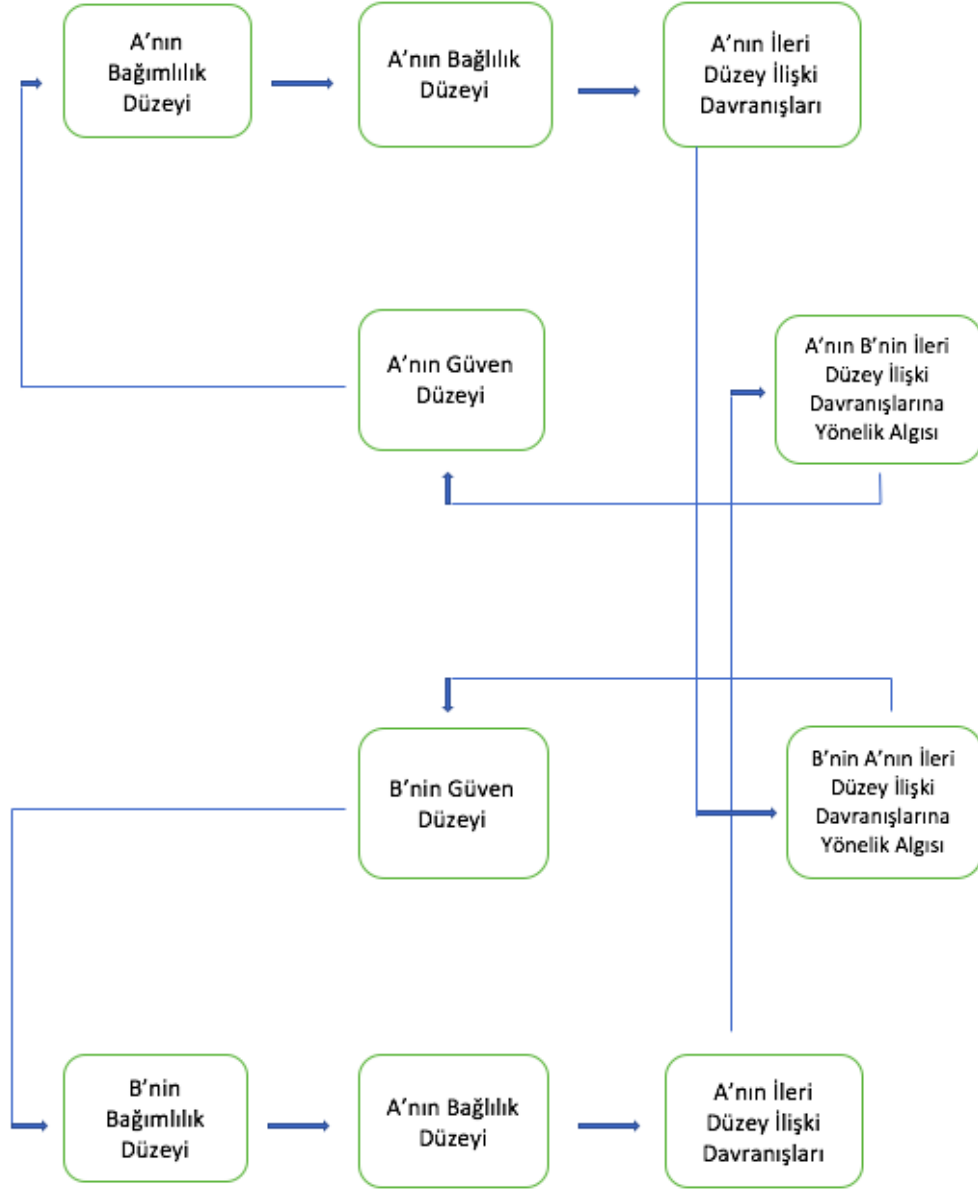 A’nın
Bağımlılık
Düzeyi
A’nın Bağlılık
Düzeyi
A’nın İleri
Düzey İlişki
Davranışları
A’nın Güven
Düzeyi
A’nın B’nin İleri
Düzey İlişki
Davranışlarına
Yönelik Algısı
B’nin Güven
Düzeyi
B’nin A’nın İleri
Düzey İlişki
Davranışlarına
Yönelik Algısı
B’nin
Bağımlılık
Düzeyi
A’nın Bağlılık
Düzeyi
A’nın İleri
Düzey İlişki
Davranışları